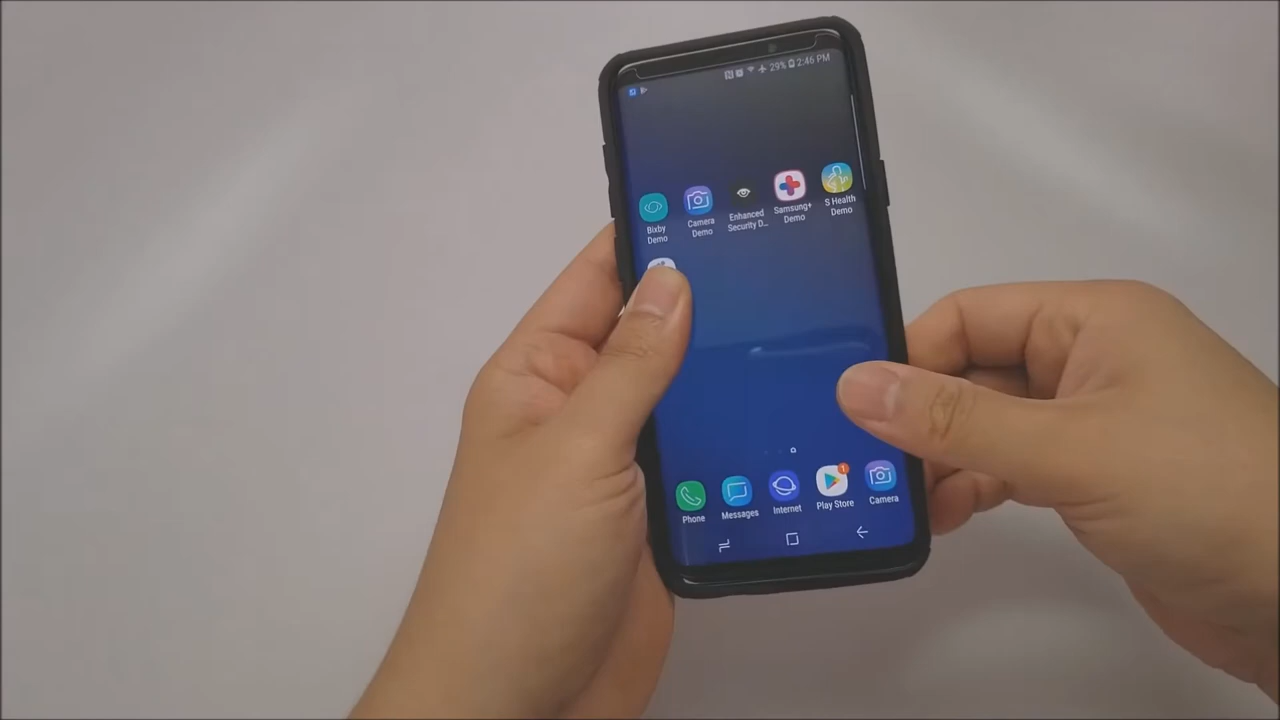 29% 2:46 PM
Bixby
Demo
Camera
Demo
Enhanced
Security D...
Samsung+
Demo
S Health
Demo
1
Phone
Messages
Internet
Play Store
Camera